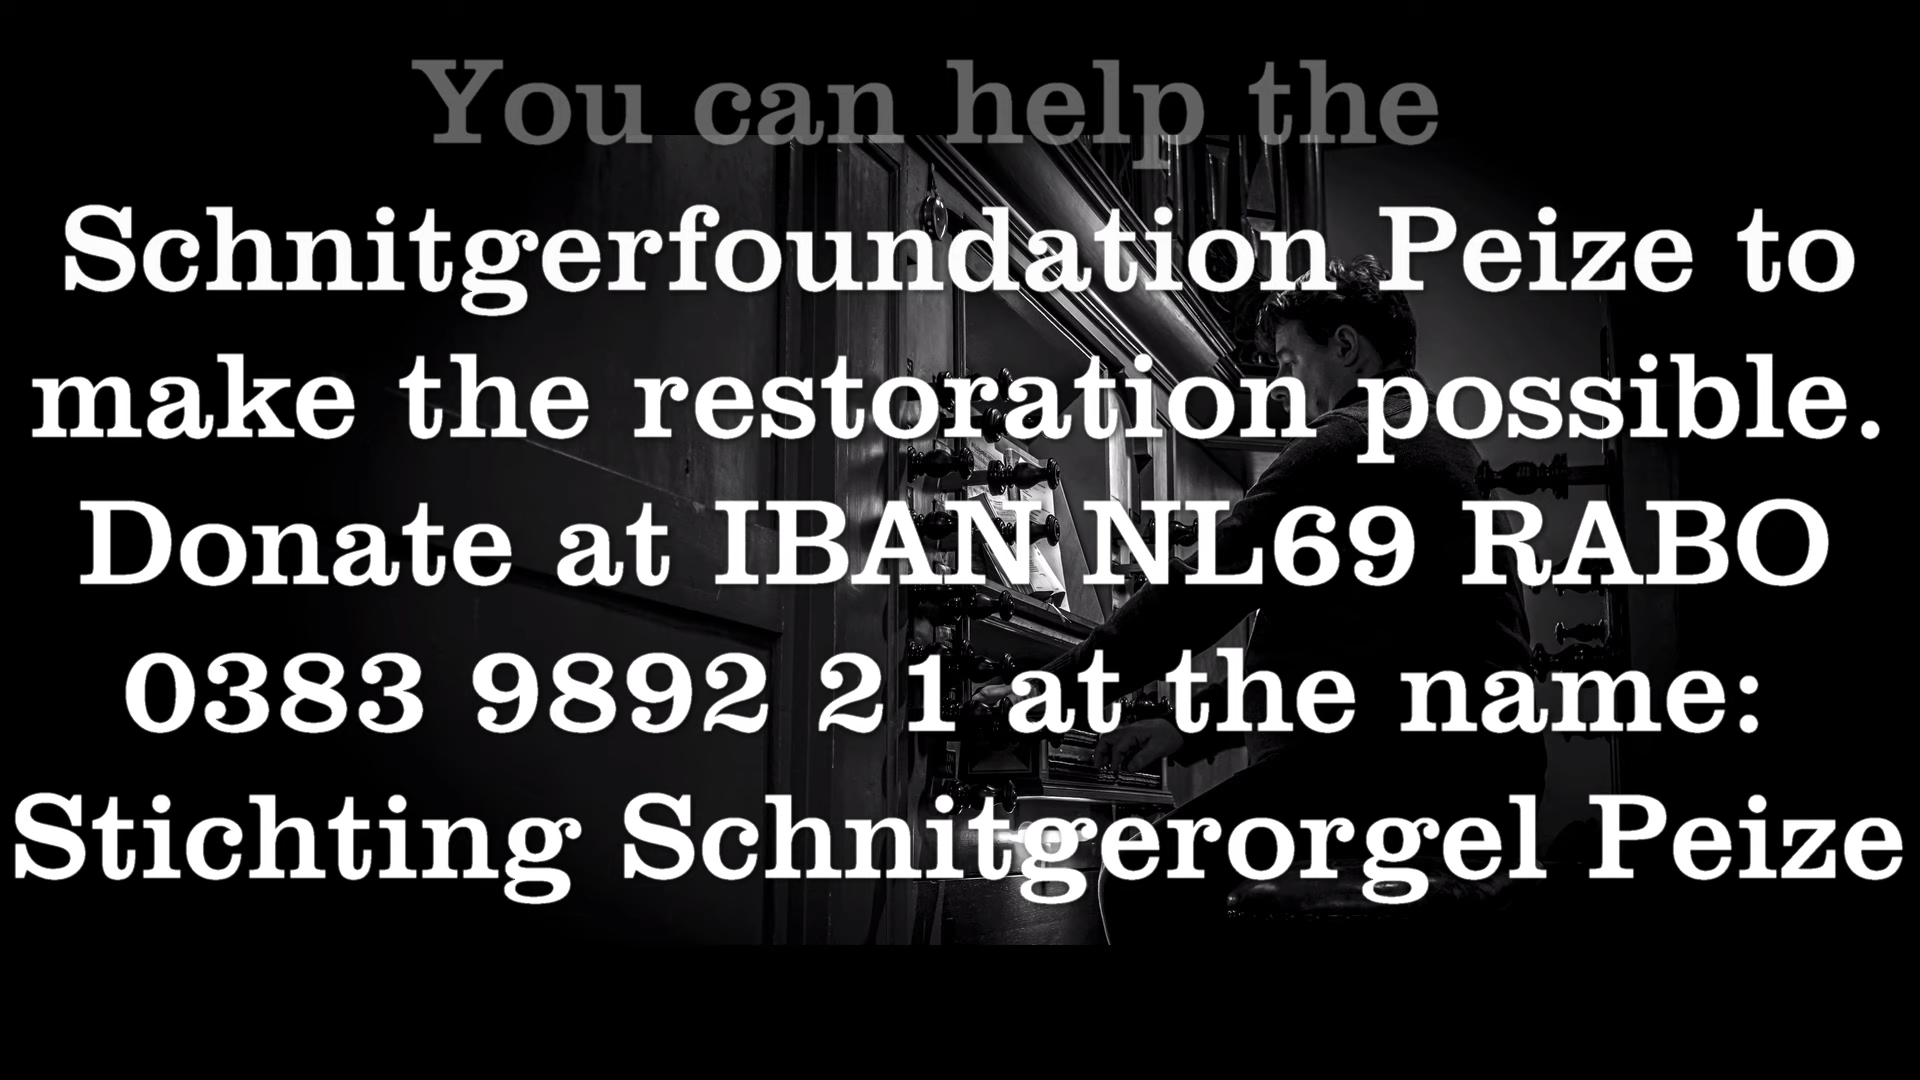 You can help the
Schnitgerfoundation Peize to
make the restoration possible.
Donate at IBAN NL69 RABO
0383 9892 21 at the name:
Stichting Schnitgerorgel Peize